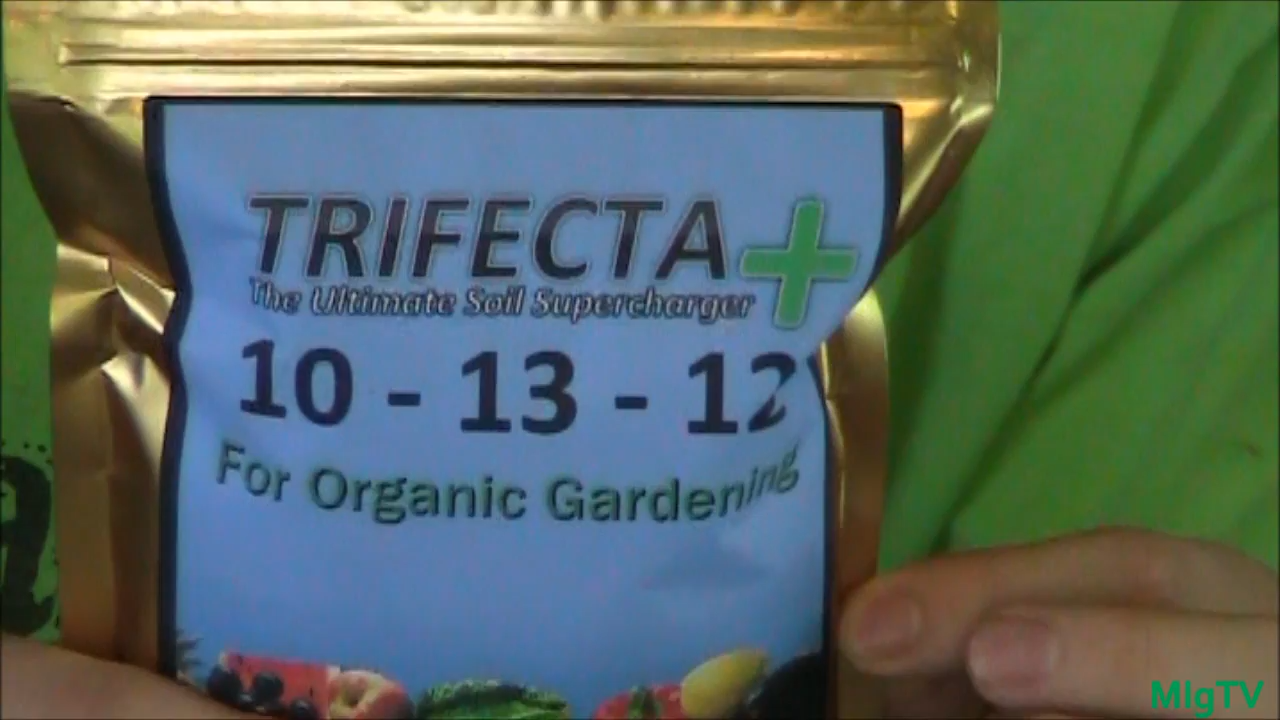 TRIFECTA+
The Ultimate Soil Supercharger
10 - 13 - 12
For Organic Gardening
MIgTV